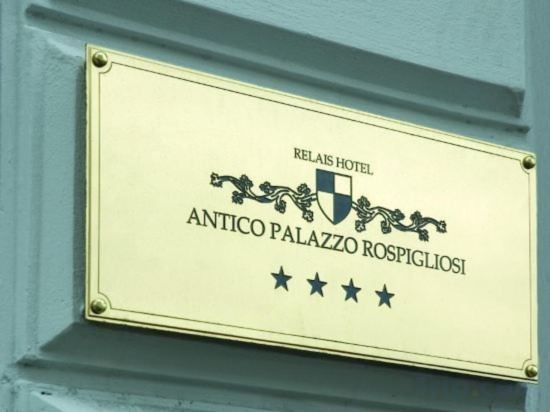 RELAIS HOTEL
ANTICO PALAZZO ROSPIGLIOSI